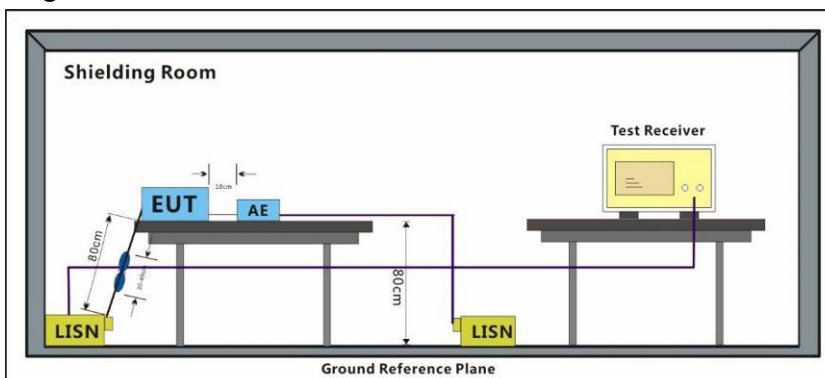 Shielding Room
Test Receiver
10cm
EUT
AE
80cm
80cm
LISN
LISN
Ground Reference Plane